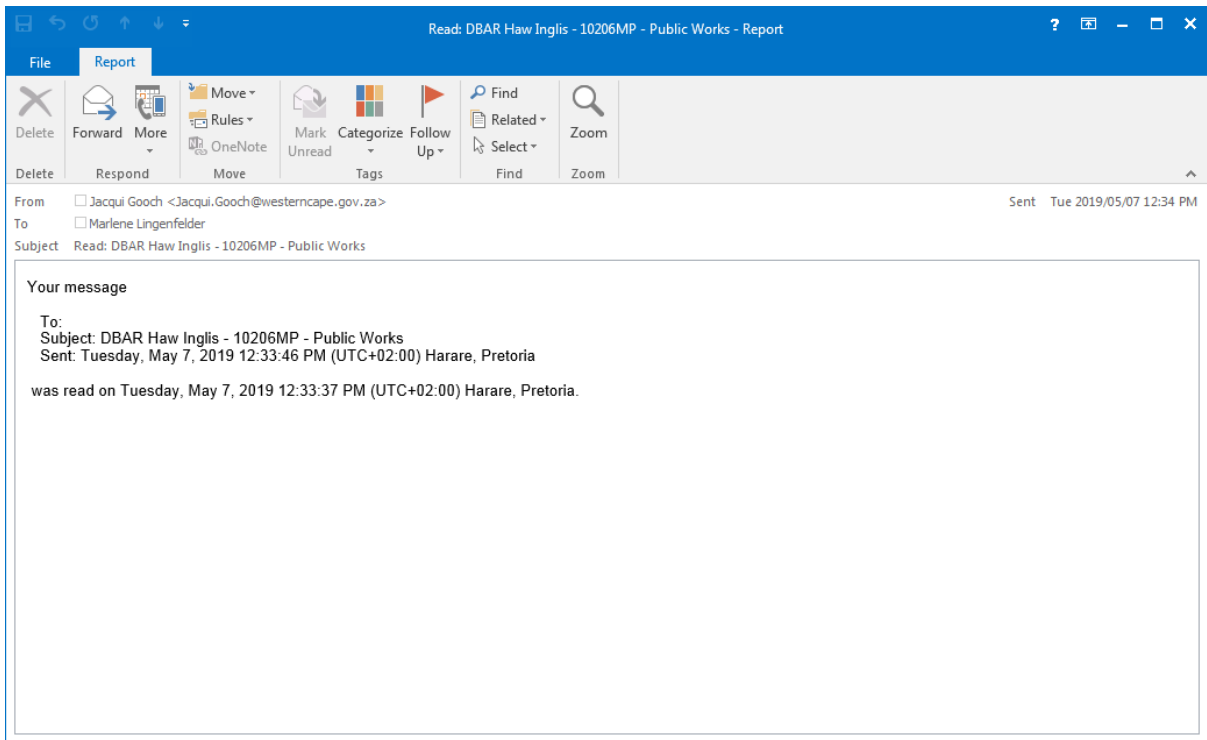 Read: DBAR Haw Inglis - 10206MP - Public Works - Report
File Report
Delete
Forward
More
Move
Rules
OneNote
Mark Unread
Categorize
Follow Up
Find
Related
Select
Zoom
Delete Respond Move Tags Find Zoom
From Jacqui Gooch <Jacqui.Gooch@westerncape.gov.za> Sent Tue 2019/05/07 12:34 PM
To Marlene Lingenfelder
Subject Read: DBAR Haw Inglis - 10206MP - Public Works
Your message
To:
Subject: DBAR Haw Inglis - 10206MP - Public Works
Sent: Tuesday, May 7, 2019 12:33:46 PM (UTC+02:00) Harare, Pretoria
was read on Tuesday, May 7, 2019 12:33:37 PM (UTC+02:00) Harare, Pretoria.